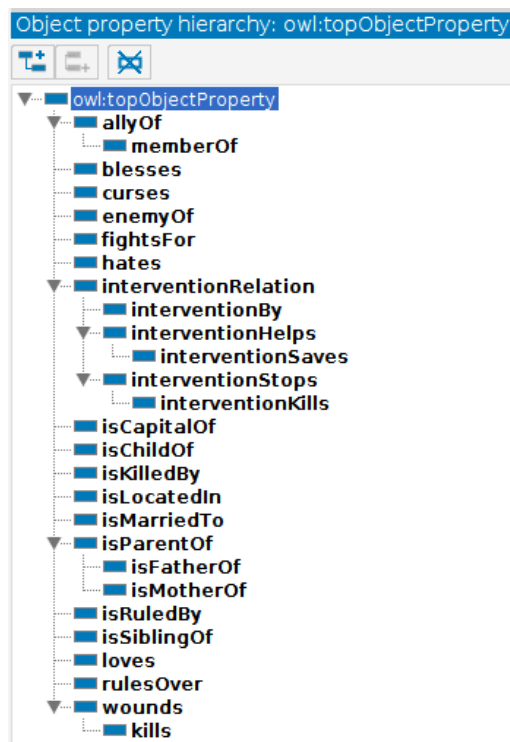 Object property hierarchy: owl:topObjectProperty
owl:topObjectProperty
allyOf
memberOf
blesses
curses
enemyOf
fightsFor
hates
interventionRelation
interventionBy
interventionHelps
interventionSaves
interventionStops
interventionKills
isCapitalOf
isChildOf
isKilledBy
isLocatedIn
isMarriedTo
isParentOf
isFatherOf
isMotherOf
isRuledBy
isSiblingOf
loves
rulesOver
wounds
kills